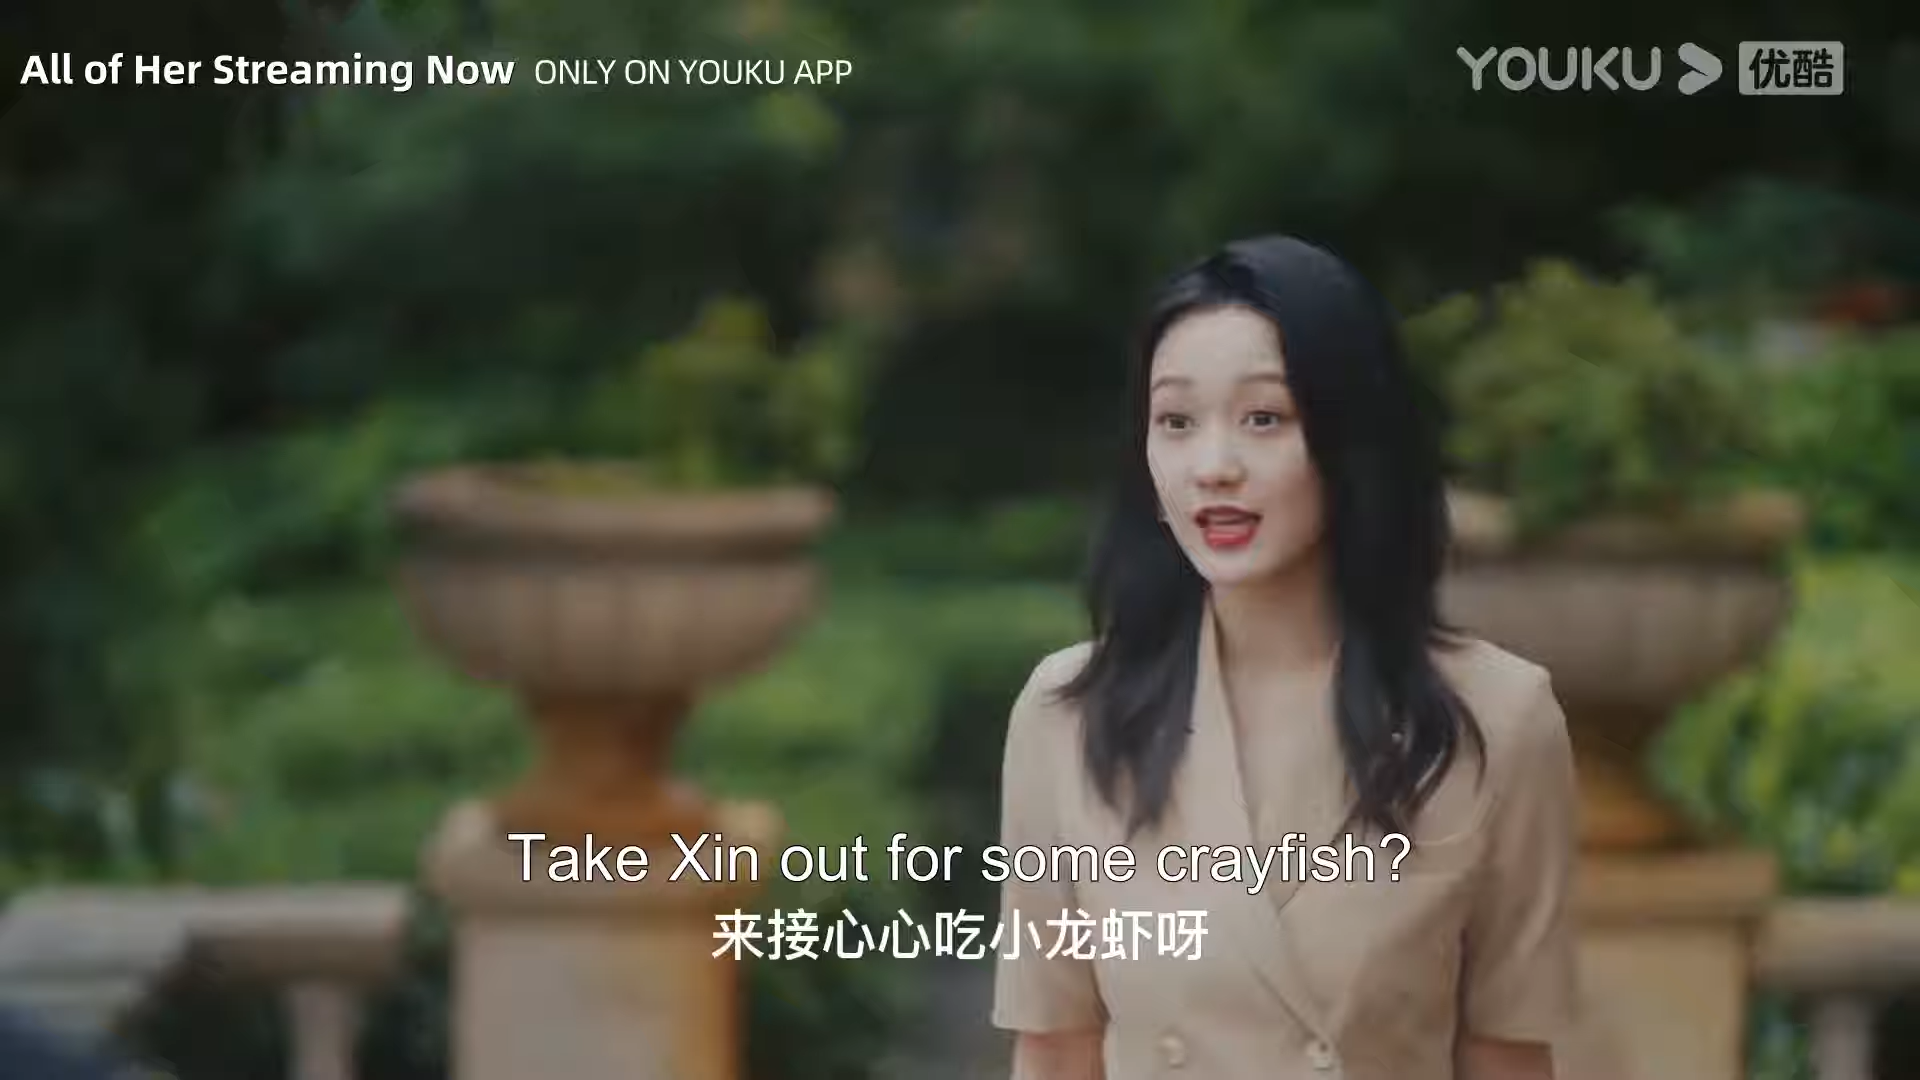 All of Her Streaming Now ONLY ON YOUKU APP
YOUKU 优酷
Take Xin out for some crayfish?
来接心心吃小龙虾呀